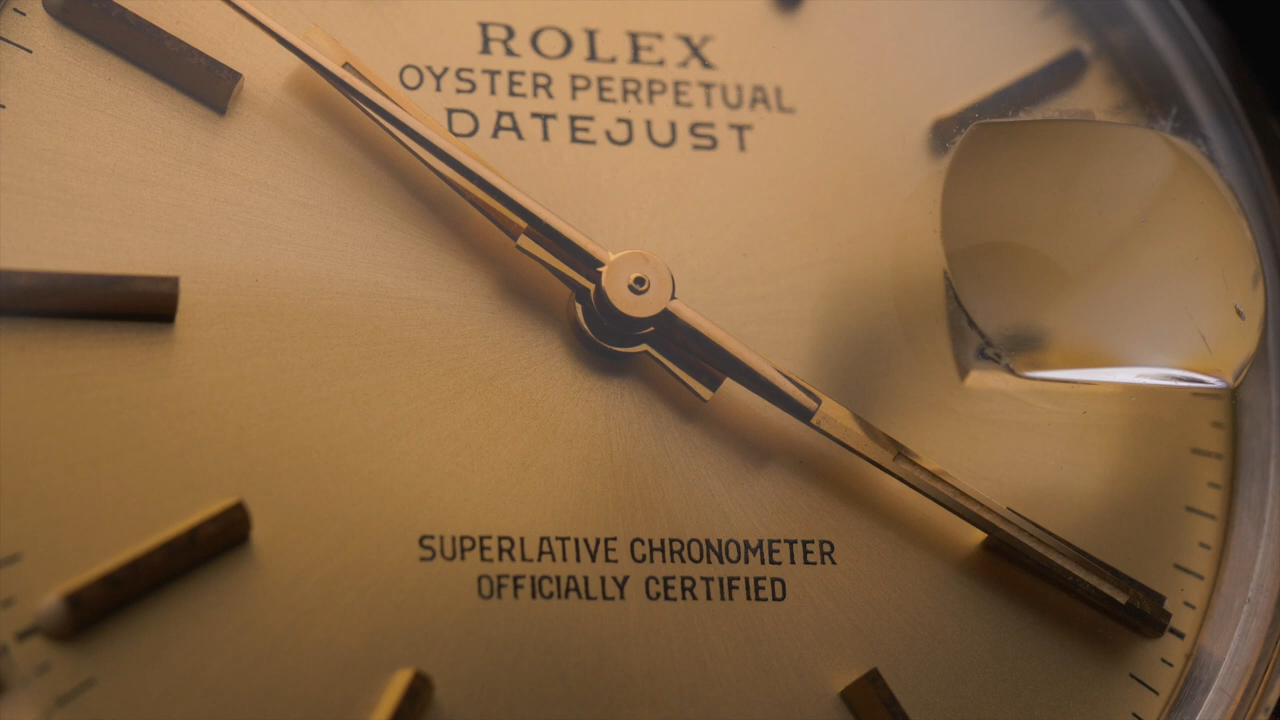 ROLEX
OYSTER PERPETUAL
DATEJUST
SUPERLATIVE CHRONOMETER
OFFICIALLY CERTIFIED